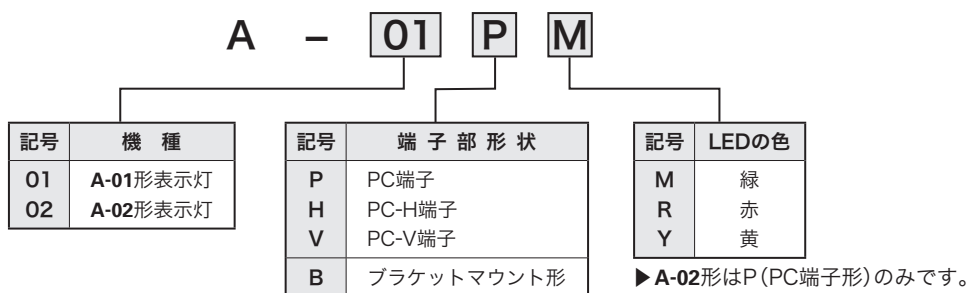 A – 01 P M
記号 機種
01 A-01形表示灯
02 A-02形表示灯
記号 端子部形状
P PC端子
H PC-H端子
V PC-V端子
B ブラケットマウント形
記号 LEDの色
M 緑
R 赤
Y 黄
▶A-02形はP(PC端子形)のみです。